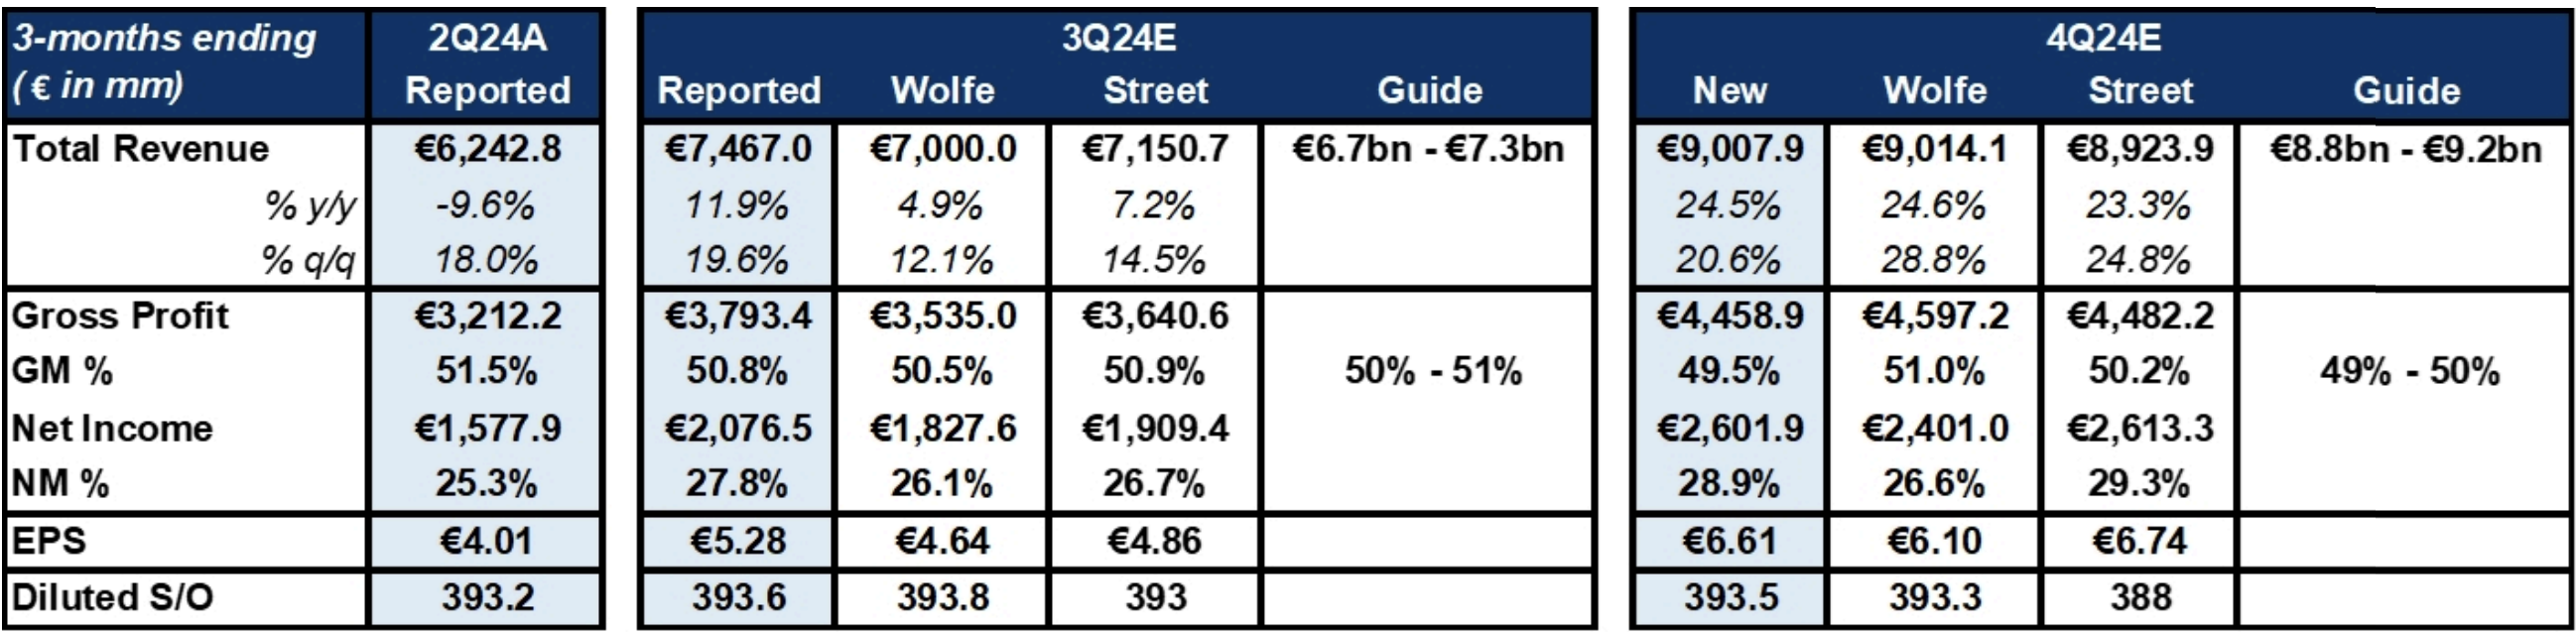 3-months ending 2Q24A 3Q24E 4Q24E
(€ in mm) Reported Reported Wolfe Street Guide New Wolfe Street Guide
Total Revenue €6,242.8 €7,467.0 €7,000.0 €7,150.7 €6.7bn - €7.3bn €9,007.9 €9,014.1 €8,923.9 €8.8bn - €9.2bn
% y/y -9.6% 11.9% 4.9% 7.2% 24.5% 24.6% 23.3%
% q/q 18.0% 19.6% 12.1% 14.5% 20.6% 28.8% 24.8%
Gross Profit €3,212.2 €3,793.4 €3,535.0 €3,640.6 €4,458.9 €4,597.2 €4,482.2
GM % 51.5% 50.8% 50.5% 50.9% 50% - 51% 49.5% 51.0% 50.2% 49% - 50%
Net Income €1,577.9 €2,076.5 €1,827.6 €1,909.4 €2,601.9 €2,401.0 €2,613.3
NM % 25.3% 27.8% 26.1% 26.7% 28.9% 26.6% 29.3%
EPS €4.01 €5.28 €4.64 €4.86 €6.61 €6.10 €6.74
Diluted S/O 393.2 393.6 393.8 393 393.5 393.3 388